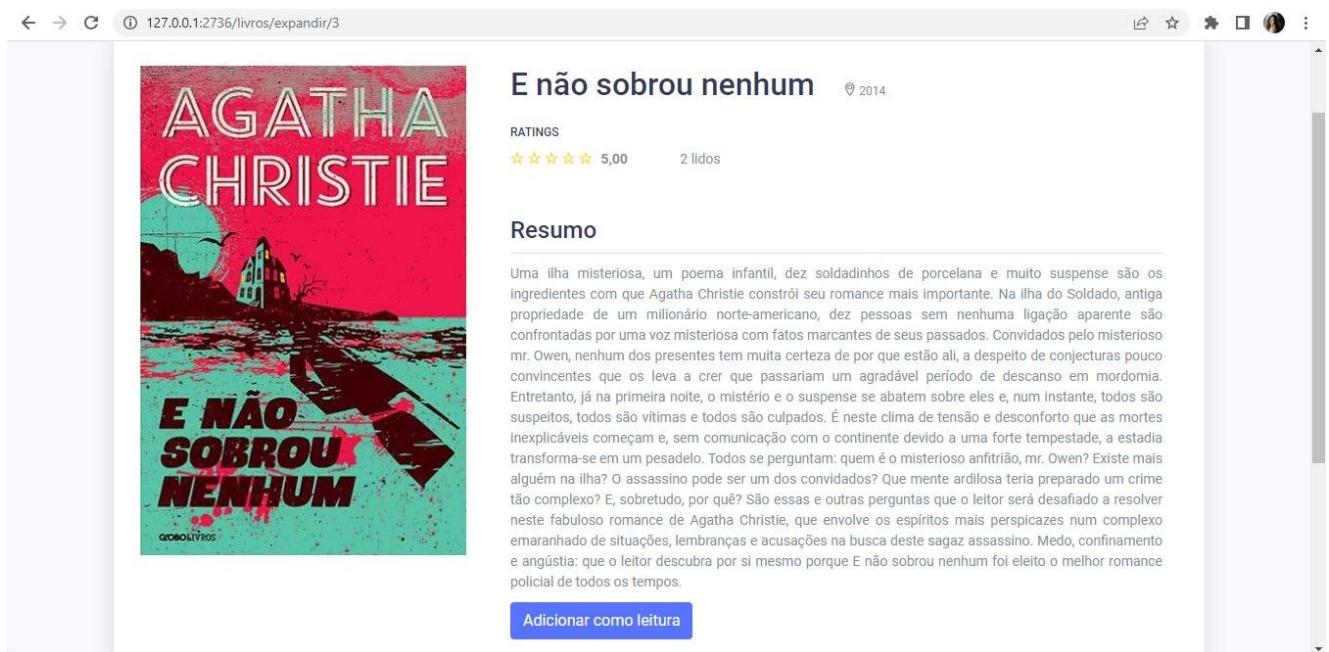 127.0.0.1:2736/livros/expandir/3
AGATHA
CHRISTIE
E NÃO
SOBROU
NENHUM
GLOBOLIVROS
E não sobrou nenhum
2014
RATINGS
5,00
2 lidos
Resumo
Uma ilha misteriosa, um poema infantil, dez soldadinhos de porcelana e muito suspense são os
ingredientes com que Agatha Christie constrói seu romance mais importante. Na ilha do Soldado, antiga
propriedade de um milionário norte-americano, dez pessoas sem nenhuma ligação aparente são
confrontadas por uma voz misteriosa com fatos marcantes de seus passados. Convidados pelo misterioso
mr. Owen, nenhum dos presentes tem muita certeza de por que estão ali, a despeito de conjecturas pouco
convincentes que os leva a crer que passariam um agradável período de descanso em mordomia.
Entretanto, já na primeira noite, o mistério e o suspense se abatem sobre eles e, num instante, todos são
suspeitos, todos são vítimas e todos são culpados. É neste clima de tensão e desconforto que as mortes
inexplicáveis começam e, sem comunicação com o continente devido a uma forte tempestade, a estadia
transforma-se em um pesadelo. Todos se perguntam: quem é o misterioso anfitrião, mr. Owen? Existe mais
alguém na ilha? O assassino pode ser um dos convidados? Que mente ardilosa teria preparado um crime
tão complexo? E, sobretudo, por quê? São essas e outras perguntas que o leitor será desafiado a resolver
neste fabuloso romance de Agatha Christie, que envolve os espíritos mais perspicazes num complexo
emaranhado de situações, lembranças e acusações na busca deste sagaz assassino. Medo, confinamento
e angústia: que o leitor descubra por si mesmo porque E não sobrou nenhum foi eleito o melhor romance
policial de todos os tempos.
Adicionar como leitura